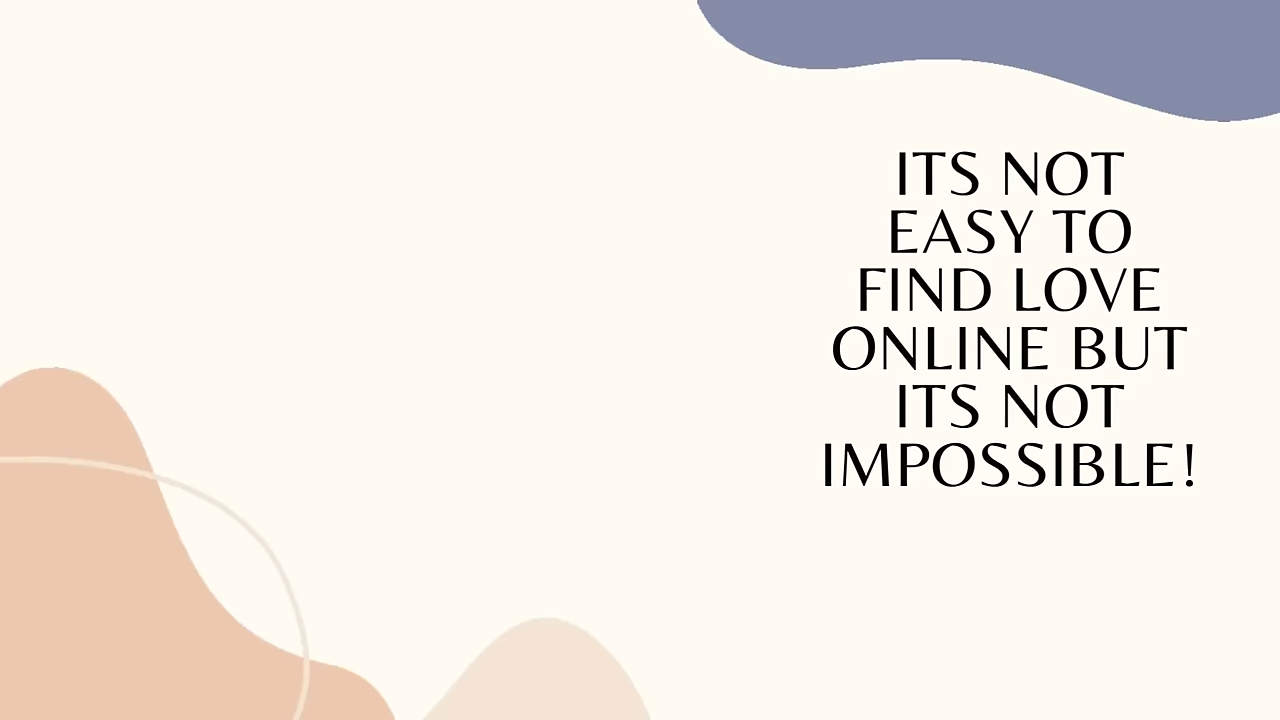 ITS NOT
EASY TO
FIND LOVE
ONLINE BUT
ITS NOT
IMPOSSIBLE!